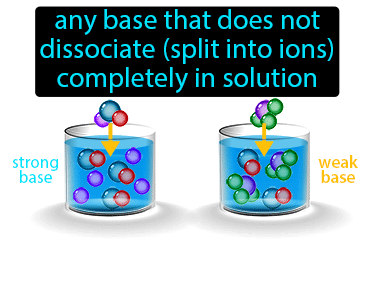 any base that does not
dissociate (split into ions)
completely in solution
strong
base
weak
base